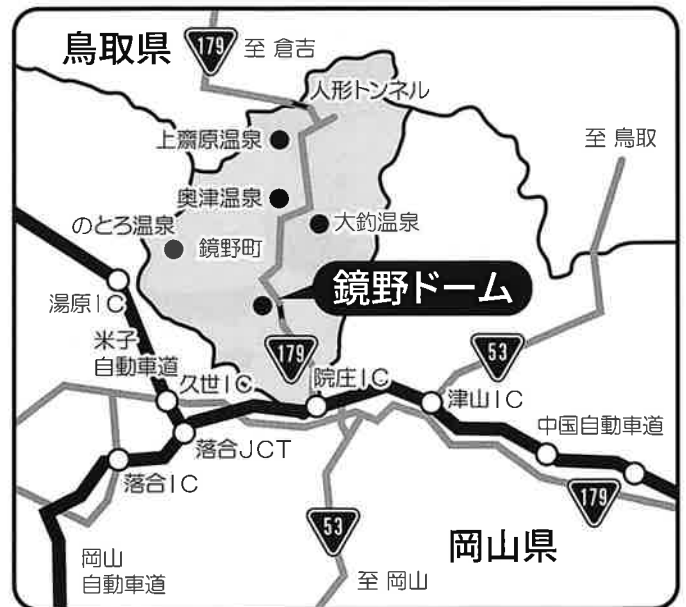 鳥取県
179
至 倉吉
人形トンネル
上齋原温泉
至 鳥取
奥津温泉
大釣温泉
のとろ温泉
鏡野町
鏡野ドーム
湯原IC
米子
自動車道
179
53
久世IC
院庄IC
津山IC
中国自動車道
落合JCT
落合IC
179
53
岡山県
岡山
自動車道
至 岡山